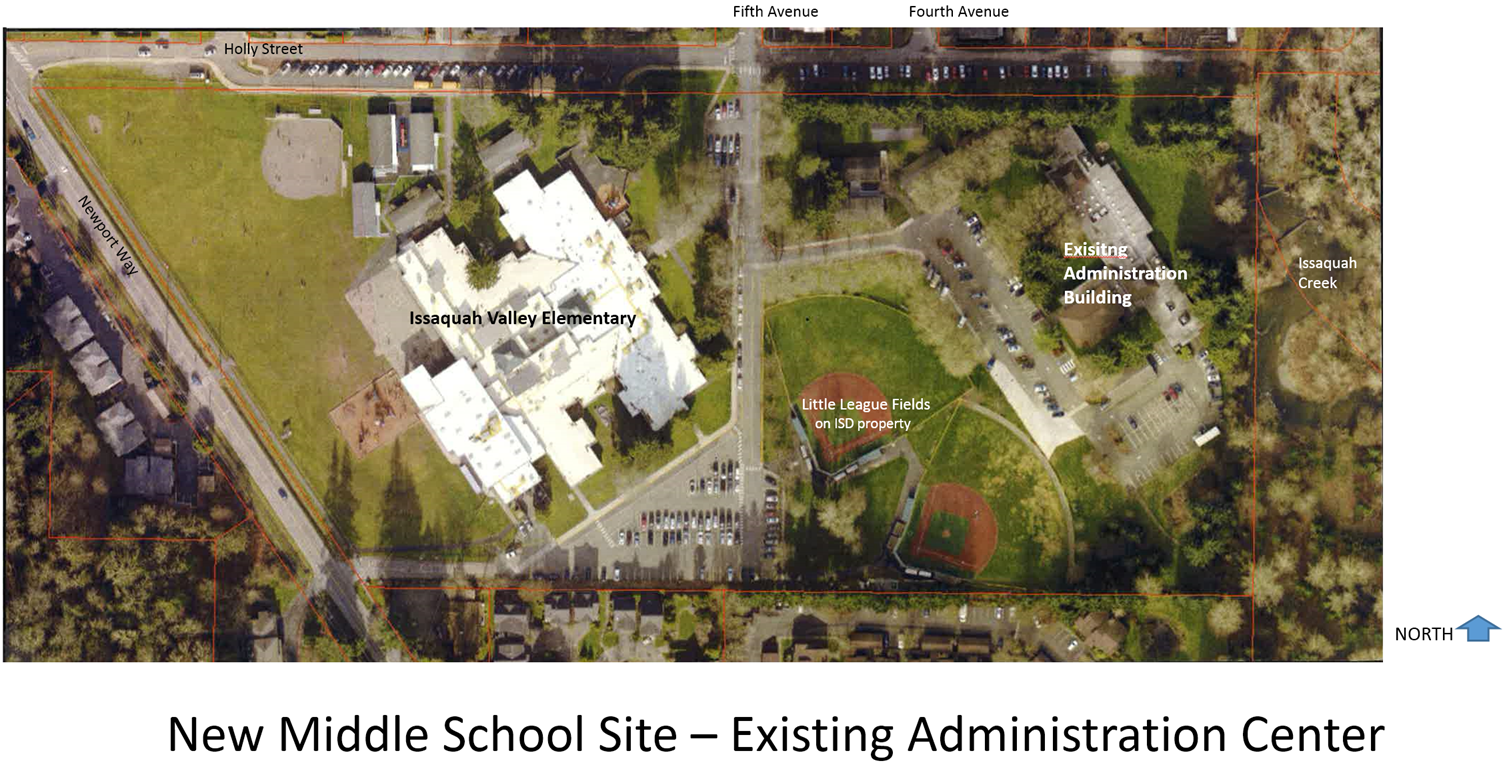 Fifth Avenue
Fourth Avenue
Holly Street
Newport Way
Exisitng
Administration
Building
Issaquah
Creek
Issaquah Valley Elementary
Little League Fields
on ISD property
NORTH
New Middle School Site – Existing Administration Center